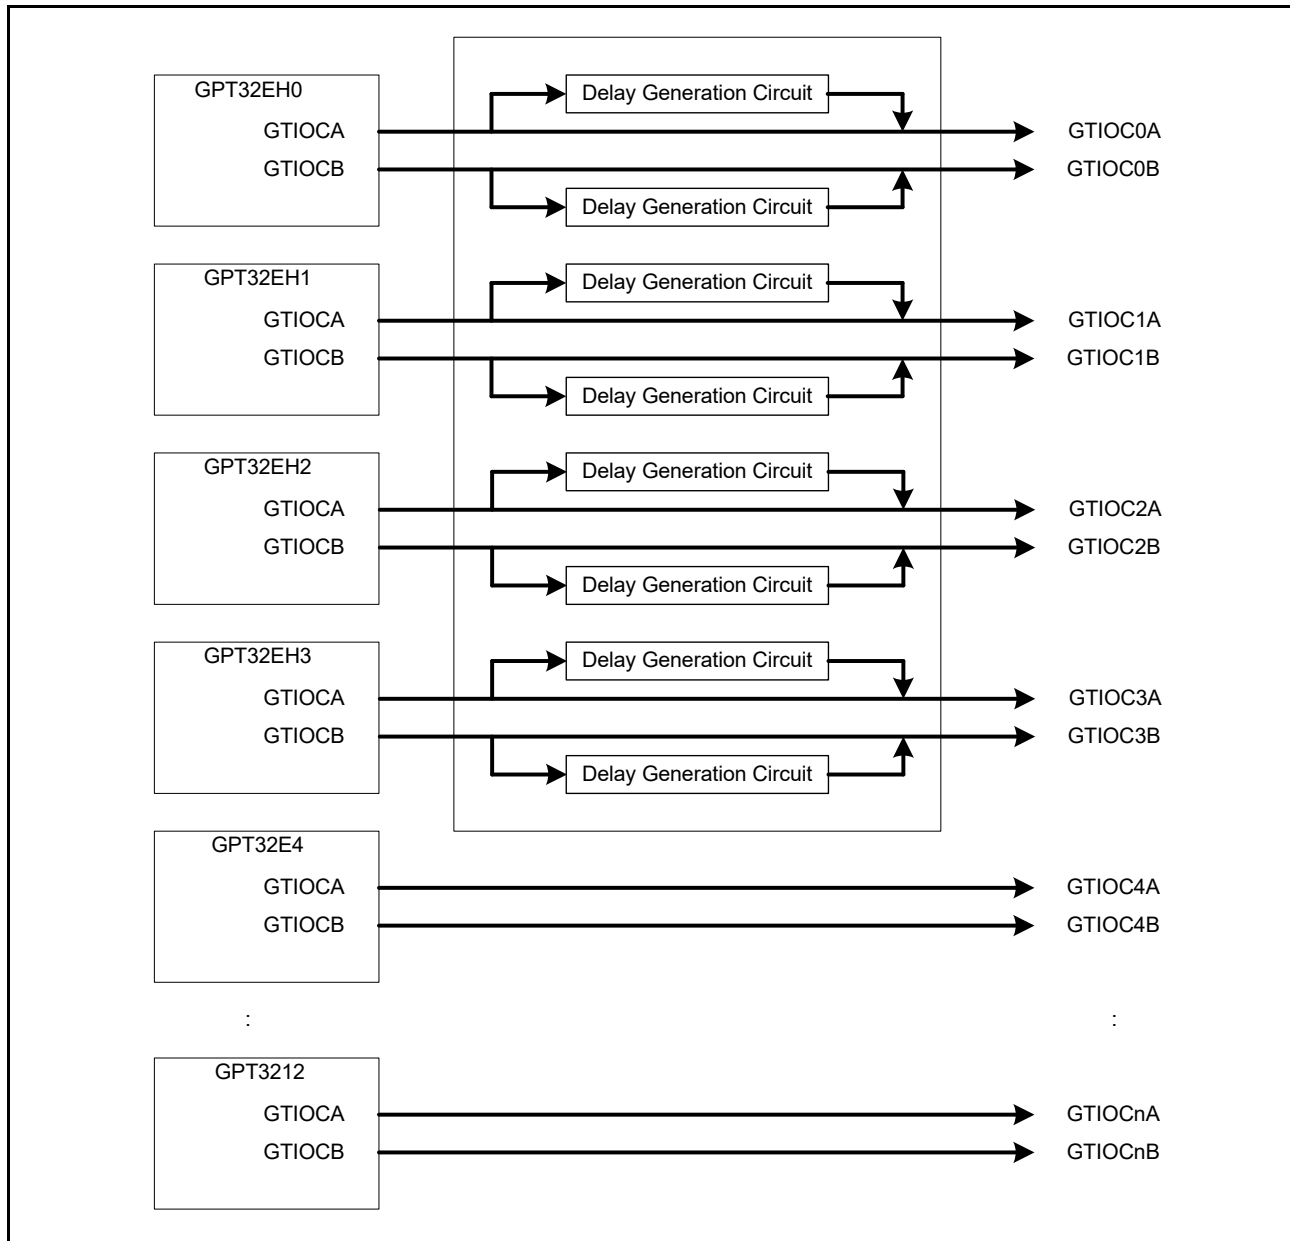 GPT32EH0
Delay Generation Circuit
GTIOCA
GTIOC0A
GTIOCB
GTIOC0B
Delay Generation Circuit
GPT32EH1
Delay Generation Circuit
GTIOCA
GTIOC1A
GTIOCB
GTIOC1B
Delay Generation Circuit
GPT32EH2
Delay Generation Circuit
GTIOCA
GTIOC2A
GTIOCB
GTIOC2B
Delay Generation Circuit
GPT32EH3
Delay Generation Circuit
GTIOCA
GTIOC3A
GTIOCB
GTIOC3B
Delay Generation Circuit
GPT32E4
GTIOCA
GTIOC4A
GTIOCB
GTIOC4B
:
:
GPT3212
GTIOCA
GTIOCnA
GTIOCB
GTIOCnB